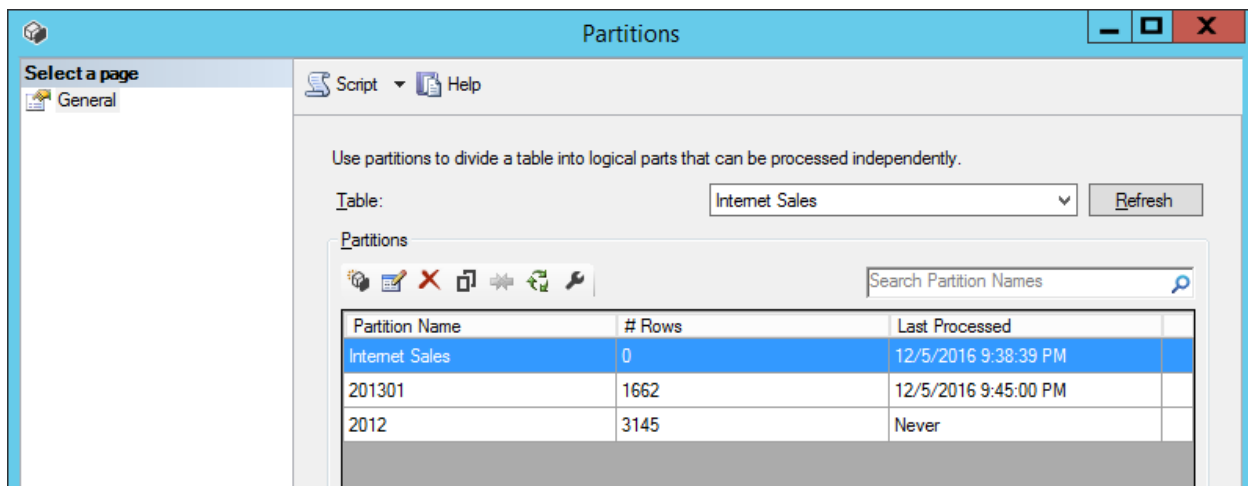 Partitions
Select a page
General
Script Help
Use partitions to divide a table into logical parts that can be processed independently.
Table: Internet Sales Refresh
Partitions
Search Partition Names
Partition Name # Rows Last Processed
Internet Sales 0 12/5/2016 9:38:39 PM
201301 1662 12/5/2016 9:45:00 PM
2012 3145 Never